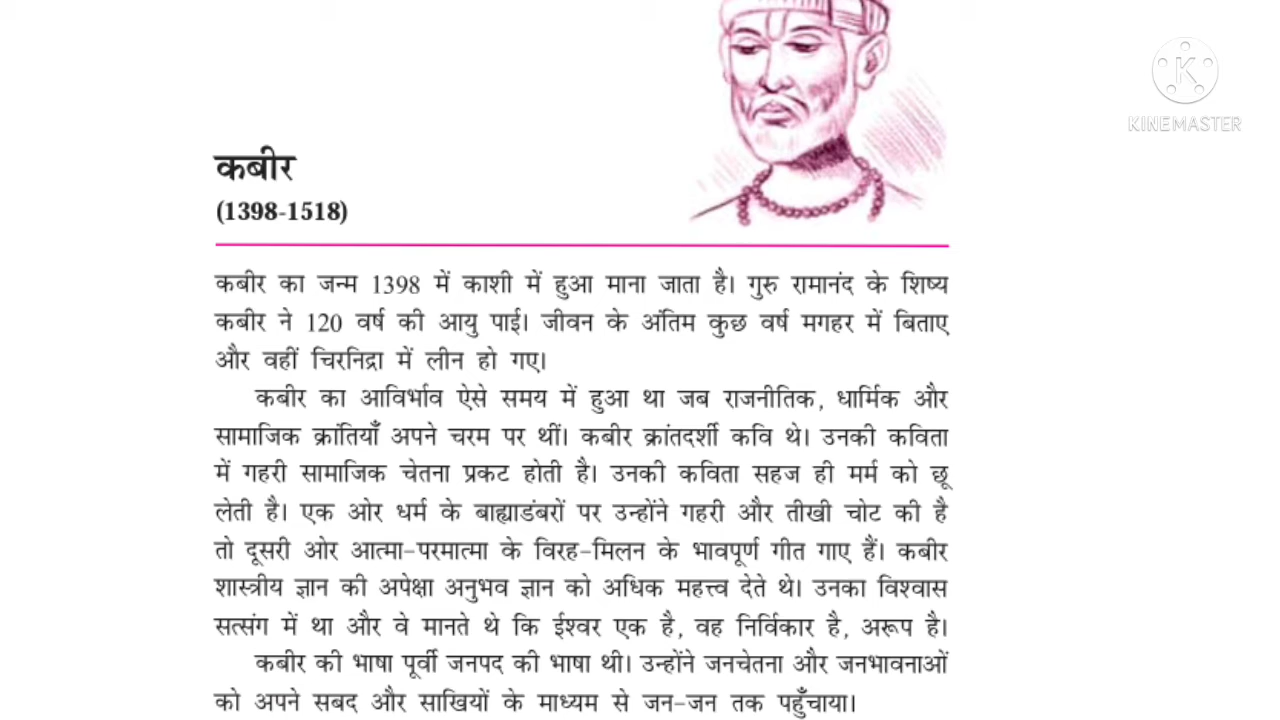 KINEMASTER
कबीर
(1398-1518)
कबीर का जन्म 1398 में काशी में हुआ माना जाता है। गुरु रामानंद के शिष्य
कबीर ने 120 वर्ष की आयु पाई। जीवन के अंतिम कुछ वर्ष मगहर में बिताए
और वहीं चिरनिद्रा में लीन हो गए।
कबीर का आविर्भाव ऐसे समय में हुआ था जब राजनीतिक, धार्मिक और
सामाजिक क्रांतियाँ अपने चरम पर थीं। कबीर क्रांतदर्शी कवि थे। उनकी कविता
में गहरी सामाजिक चेतना प्रकट होती है। उनकी कविता सहज ही मर्म को छू
लेती है। एक ओर धर्म के बाह्याडंबरों पर उन्होंने गहरी और तीखी चोट की है
तो दूसरी ओर आत्मा-परमात्मा के विरह-मिलन के भावपूर्ण गीत गाए हैं। कबीर
शास्त्रीय ज्ञान की अपेक्षा अनुभव ज्ञान को अधिक महत्त्व देते थे। उनका विश्वास
सत्संग में था और वे मानते थे कि ईश्वर एक है, वह निर्विकार है, अरूप है।
कबीर की भाषा पूर्वी जनपद की भाषा थी। उन्होंने जनचेतना और जनभावनाओं
को अपने सबद और साखियों के माध्यम से जन-जन तक पहुँचाया।